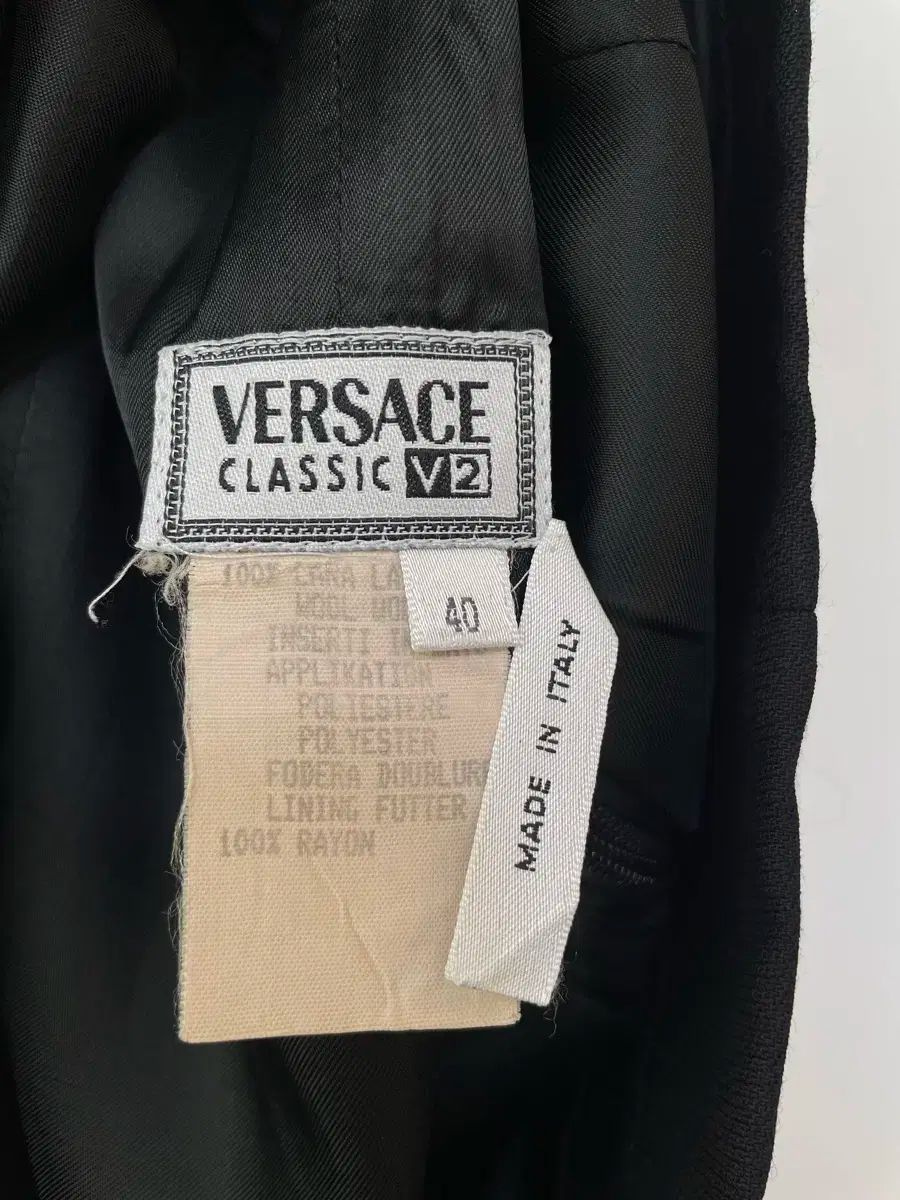 VERSACE
CLASSIC V2
40
MADE IN ITALY
100%
WOOL
INSERTI
APPLIKATION
POLIESTERE
POLYESTER
FODERA DOUBLURE
LINING FUTTER
100% RAYON